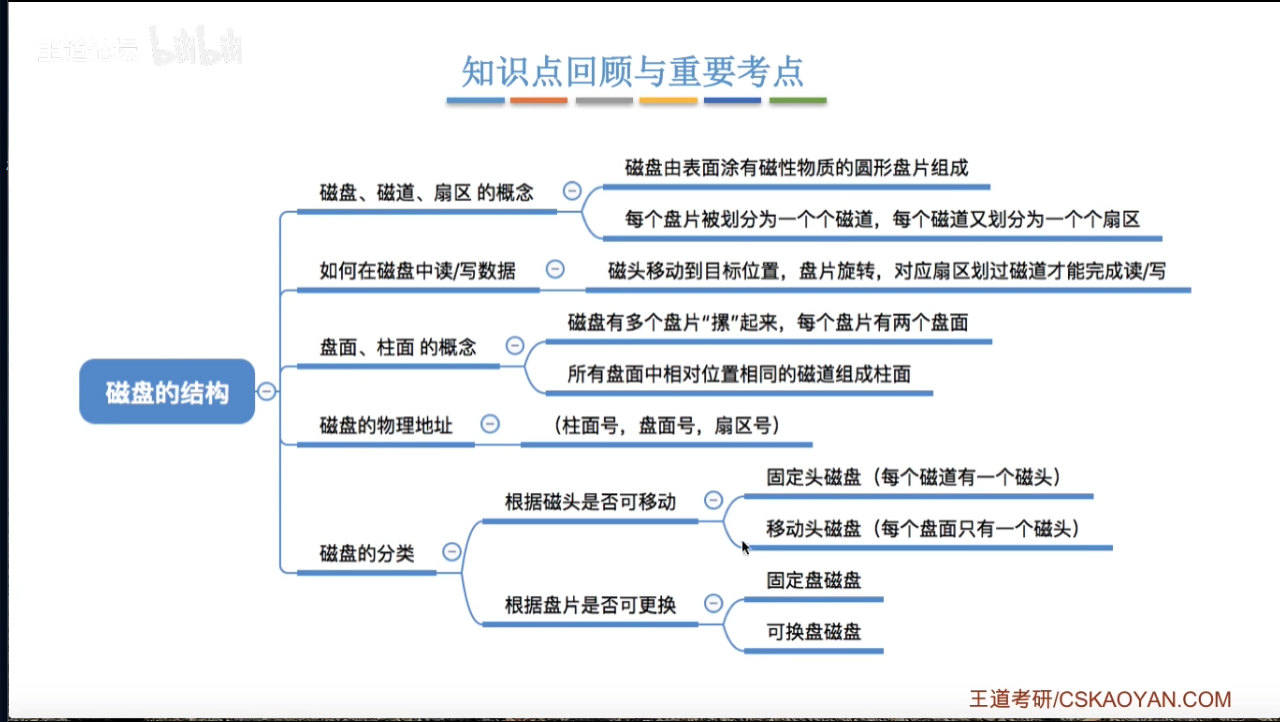 王道论坛 bilibili
知识点回顾与重要考点
磁盘的结构
磁盘、磁道、扇区 的概念
磁盘由表面涂有磁性物质的圆形盘片组成
每个盘片被划分为一个个磁道，每个磁道又划分为一个个扇区
如何在磁盘中读/写数据
磁头移动到目标位置，盘片旋转，对应扇区划过磁道才能完成读/写
盘面、柱面 的概念
磁盘有多个盘片“摞”起来，每个盘片有两个盘面
所有盘面中相对位置相同的磁道组成柱面
磁盘的物理地址
（柱面号，盘面号，扇区号）
磁盘的分类
根据磁头是否可移动
固定头磁盘（每个磁道有一个磁头）
移动头磁盘（每个盘面只有一个磁头）
根据盘片是否可更换
固定盘磁盘
可换盘磁盘
王道考研/CSKAOYAN.COM